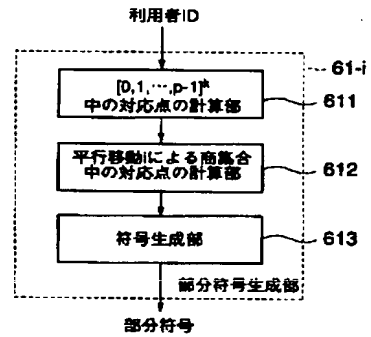 利用者ID
61-i
[0,1,…,p-1]^k
中の対応点の計算部
611
平行移動iによる商集合
中の対応点の計算部
612
符号生成部
613
部分符号生成部
部分符号